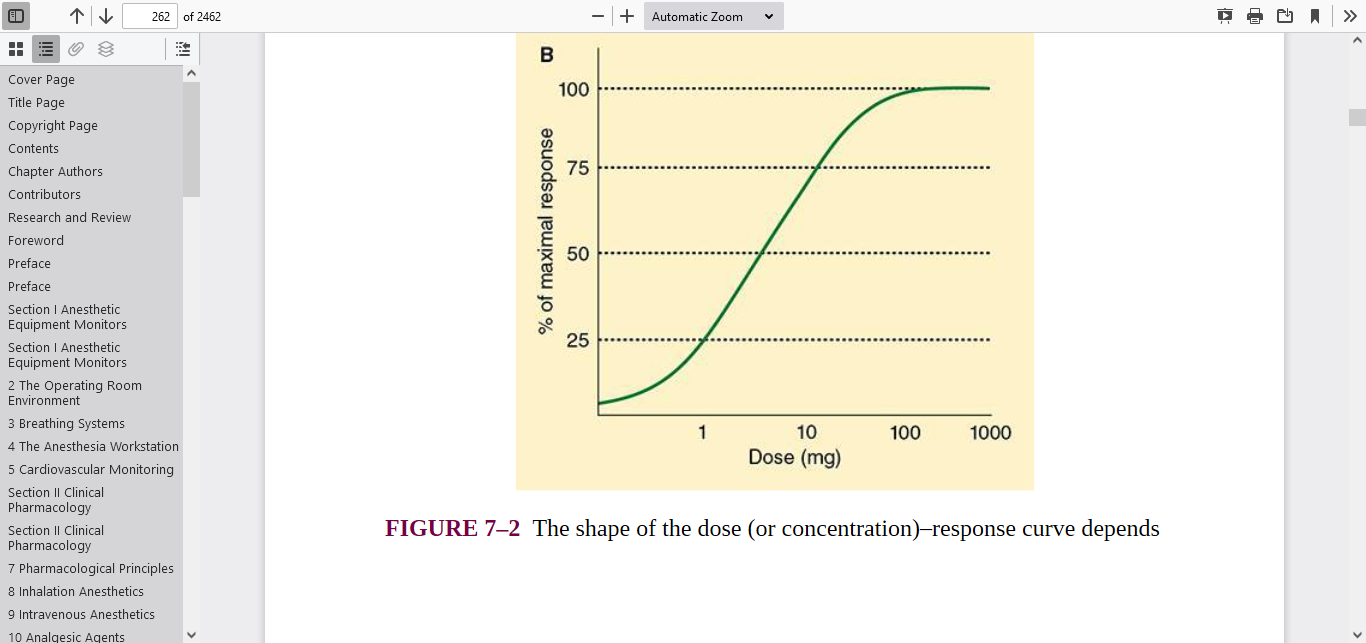 262 of 2462
Automatic Zoom
Cover Page
Title Page
Copyright Page
Contents
Chapter Authors
Contributors
Research and Review
Foreword
Preface
Preface
Section I Anesthetic
Equipment Monitors
Section I Anesthetic
Equipment Monitors
2 The Operating Room
Environment
3 Breathing Systems
4 The Anesthesia Workstation
5 Cardiovascular Monitoring
Section II Clinical
Pharmacology
Section II Clinical
Pharmacology
7 Pharmacological Principles
8 Inhalation Anesthetics
9 Intravenous Anesthetics
10 Analgesic Agents
B
% of maximal response
100
75
50
25
1 10 100 1000
Dose (mg)
FIGURE 7–2 The shape of the dose (or concentration)–response curve depends